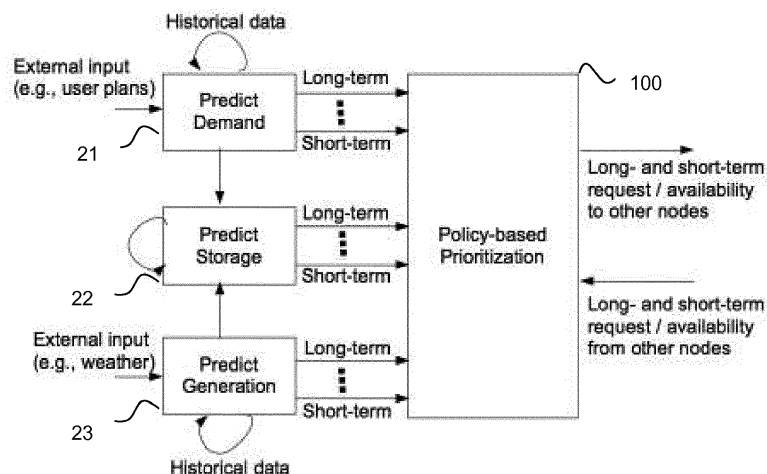 Historical data
External input
(e.g., user plans)
Predict
Demand
21
Long-term
Short-term
100
Long- and short-term
request / availability
to other nodes
Predict
Storage
22
Long-term
Short-term
Policy-based
Prioritization
Long- and short-term
request / availability
from other nodes
External input
(e.g., weather)
Predict
Generation
23
Long-term
Short-term
Historical data